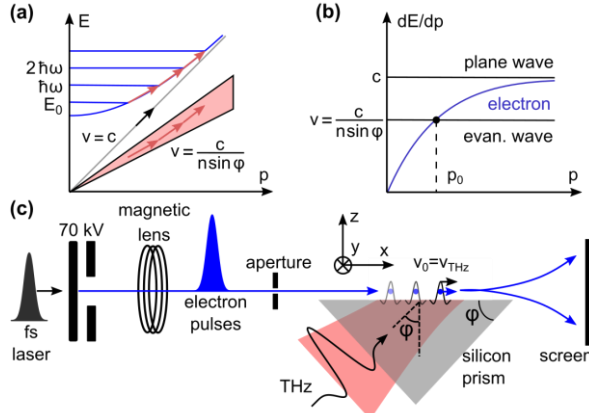 (a)
E
2ħω
ħω
E₀
v=c
v= c/(n sin φ)
p
(b)
dE/dp
plane wave
c
electron
v= c/(n sin φ)
evan. wave
p₀
p
(c)
70 kV
magnetic
lens
z
y
x
aperture
v₀=v_THz
electron
pulses
fs
laser
φ
φ
THz
silicon
prism
screen